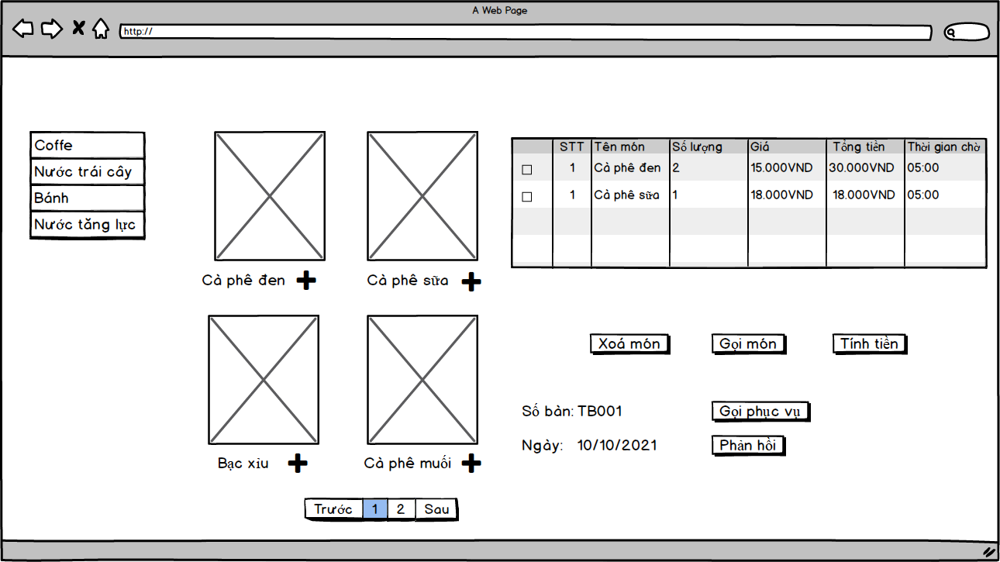 A Web Page
http://
Coffe
Nước trái cây
Bánh
Nước tăng lực
Cà phê đen
Cà phê sữa
Bạc xỉu
Cà phê muối
Trước 1 2 Sau
STT Tên món Số lượng Giá Tổng tiền Thời gian chờ
1 Cà phê đen 2 15.000VND 30.000VND 05:00
1 Cà phê sữa 1 18.000VND 18.000VND 05:00
Xoá món Gọi món Tính tiền
Số bàn: TB001 Gọi phục vụ
Ngày: 10/10/2021 Phản hồi